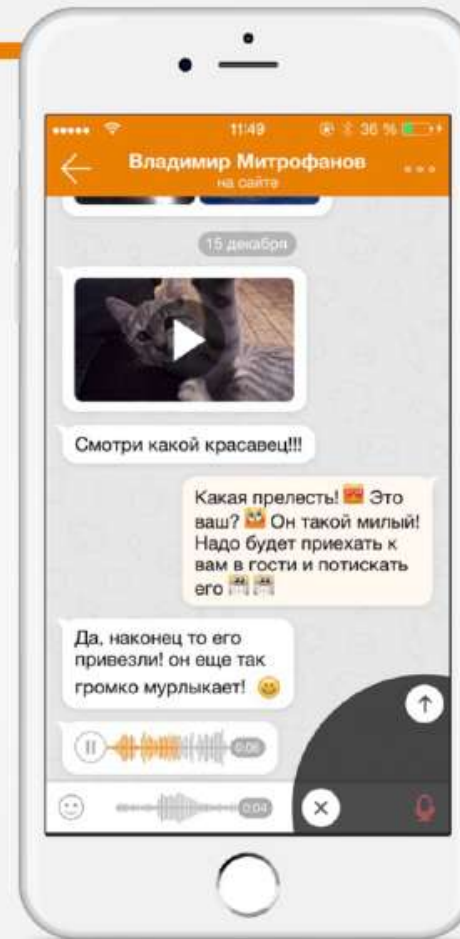 11:49
36 %
Владимир Митрофанов
на сайте
15 декабря
Смотри какой красавец!!!
Какая прелесть! Это
ваш? Он такой милый!
Надо будет приехать к
вам в гости и потискать
его
Да, наконец то его
привезли! он еще так
громко мурлыкает!
0:06
0:04